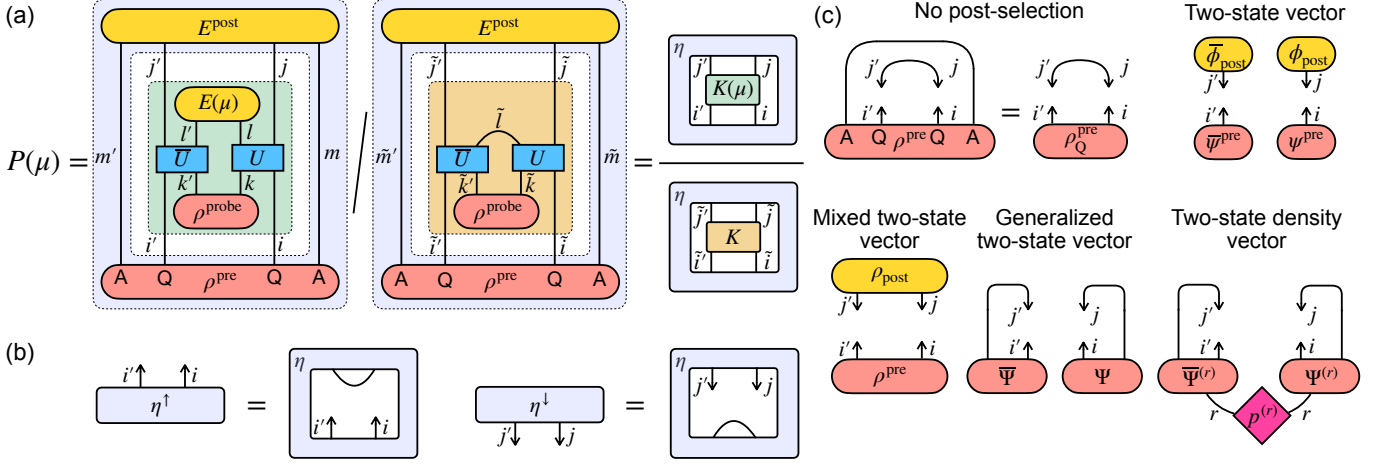 (a)
E^post
E^post
j′ j
j̃′ j̃
E(μ)
l′ l
l̃
P(μ) = m′ U̅ U m / m̃′ U̅ U m̃ =
k′ k
k̃′ k̃
ρ^probe
ρ^probe
i′ i
ĩ′ ĩ
A Q ρ^pre Q A
A Q ρ^pre Q A
η
j′ j
K(μ)
i′ i
η
j̃′ j̃
K
ĩ′ ĩ
(b)
i′ i
η^↑ =
η
i′ i
η^↓ =
j′ j
η
j′ j
(c)
No post-selection
j′ j
i′ i
A Q ρ^pre Q A
=
j′ j
i′ i
ρ_Q^pre
Two-state vector
ϕ̅_post ϕ_post
j′ j
i′ i
ψ̅^pre ψ^pre
Mixed two-state
vector
ρ_post
j′ j
i′ i
ρ^pre
Generalized
two-state vector
j′ j
i′ i
Ψ̅ Ψ
Two-state density
vector
j′ j
i′ i
Ψ̅^(r) Ψ^(r)
r p^(r) r